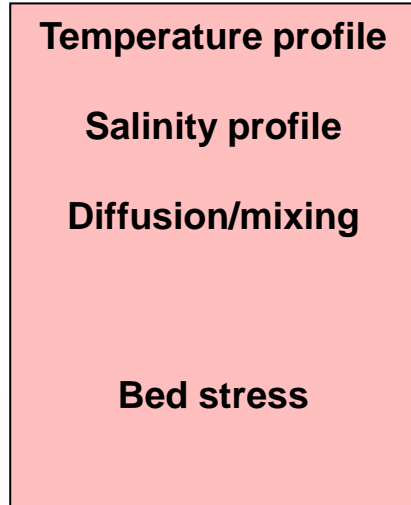 Temperature profile
Salinity profile
Diffusion/mixing
Bed stress